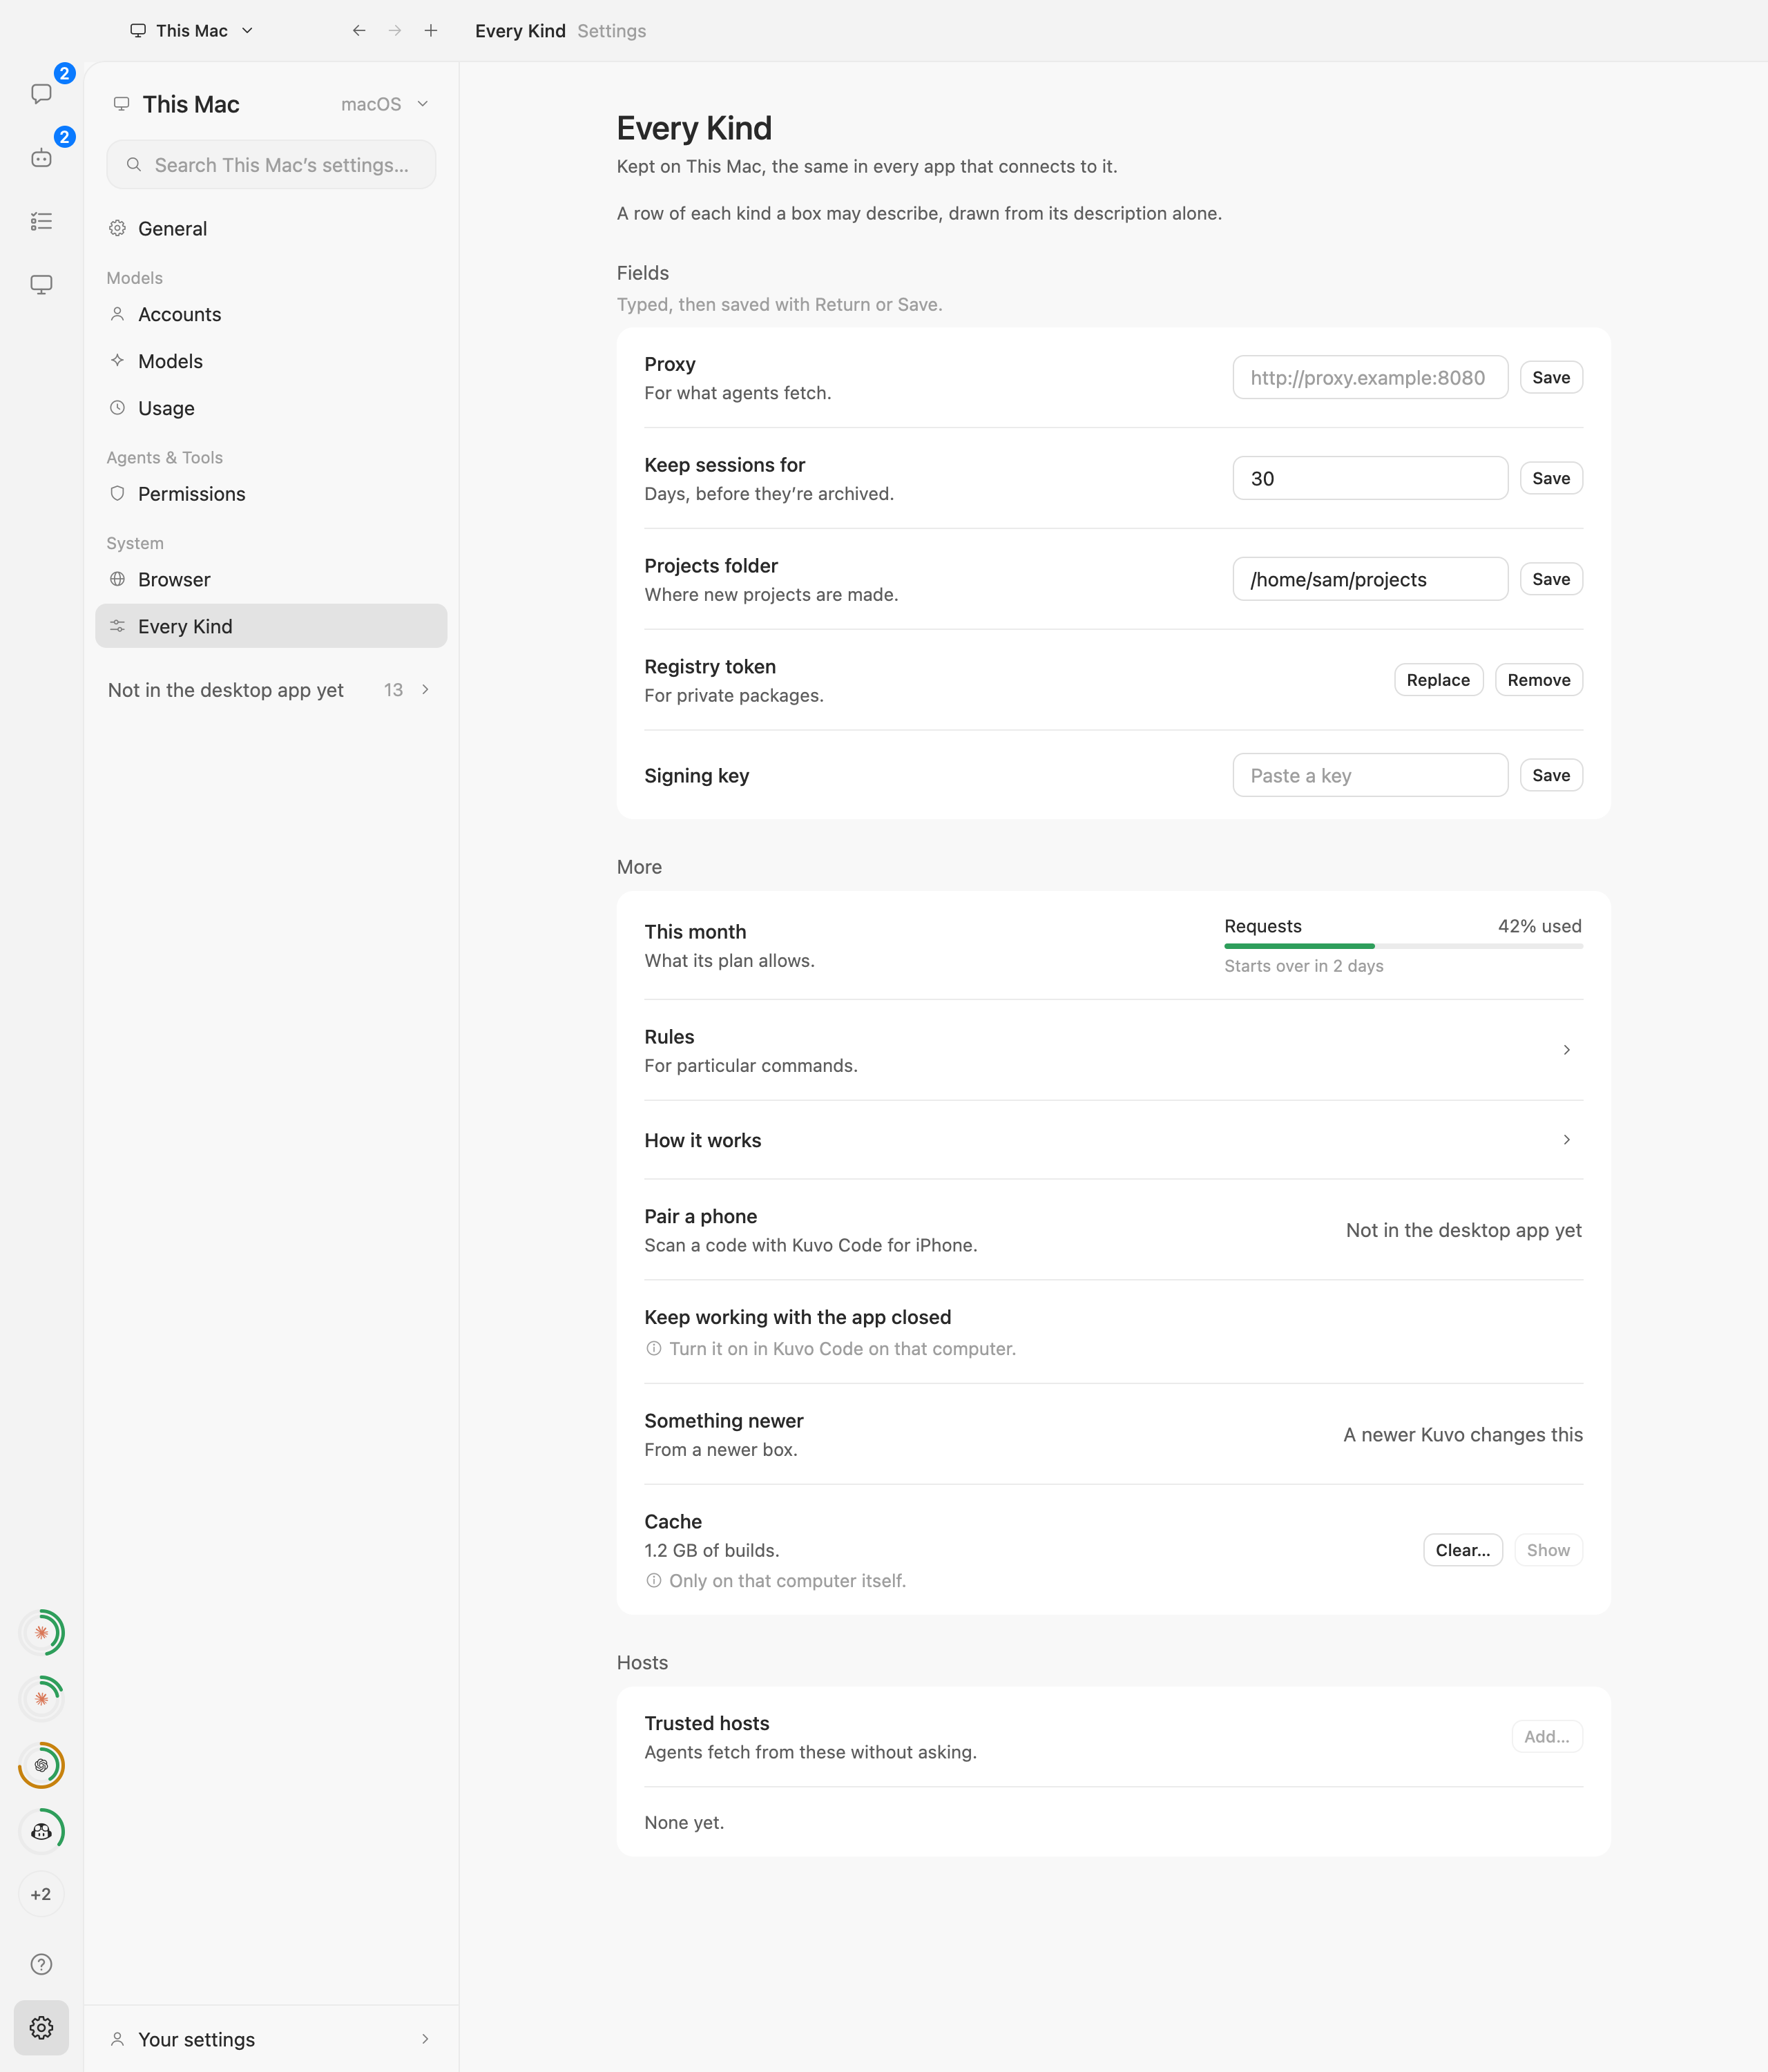 This Mac
Every Kind Settings
2
2
This Mac
macOS
Search This Mac’s settings...
General
Models
Accounts
Models
Usage
Agents & Tools
Permissions
System
Browser
Every Kind
Not in the desktop app yet 13
+2
Your settings
Every Kind
Kept on This Mac, the same in every app that connects to it.
A row of each kind a box may describe, drawn from its description alone.
Fields
Typed, then saved with Return or Save.
Proxy
For what agents fetch.
http://proxy.example:8080 Save
Keep sessions for
Days, before they’re archived.
30 Save
Projects folder
Where new projects are made.
/home/sam/projects Save
Registry token
For private packages.
Replace Remove
Signing key
Paste a key Save
More
This month
What its plan allows.
Requests 42% used
Starts over in 2 days
Rules
For particular commands.
How it works
Pair a phone
Scan a code with Kuvo Code for iPhone.
Not in the desktop app yet
Keep working with the app closed
Turn it on in Kuvo Code on that computer.
Something newer
From a newer box.
A newer Kuvo changes this
Cache
1.2 GB of builds.
Only on that computer itself.
Clear... Show
Hosts
Trusted hosts
Agents fetch from these without asking.
Add...
None yet.